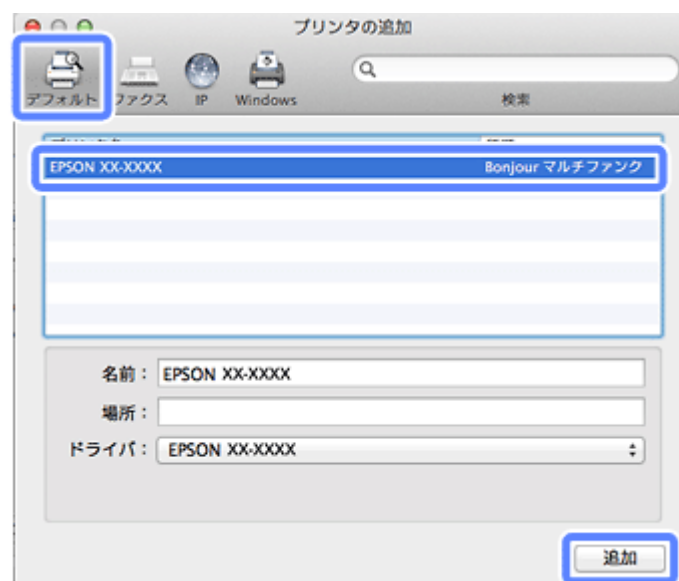 プリンタの追加
デフォルト ファクス IP Windows 検索
EPSON XX-XXXX Bonjour マルチファンク
名前： EPSON XX-XXXX
場所：
ドライバ： EPSON XX-XXXX
追加